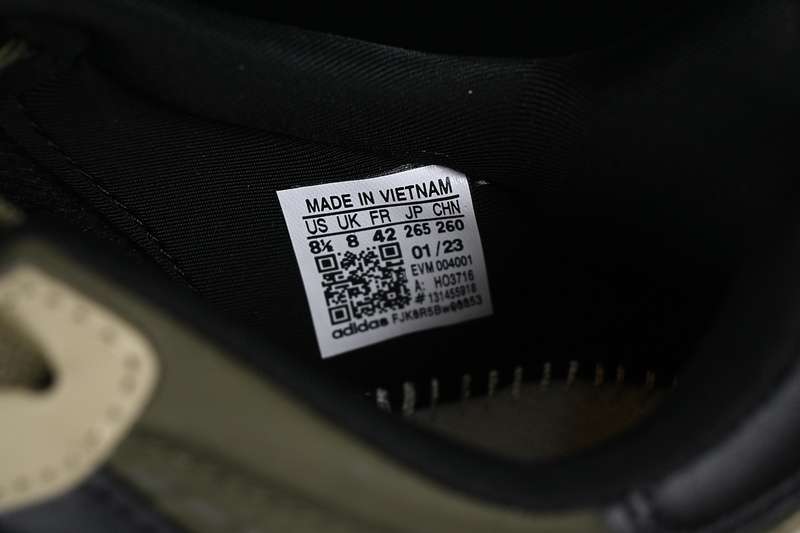 MADE IN VIETNAM
US UK FR JP CHN
8½ 8 42 265 260
01/23
EVM 004001
A: HO3716
#131455918
adidas FJK8R5Bw98853